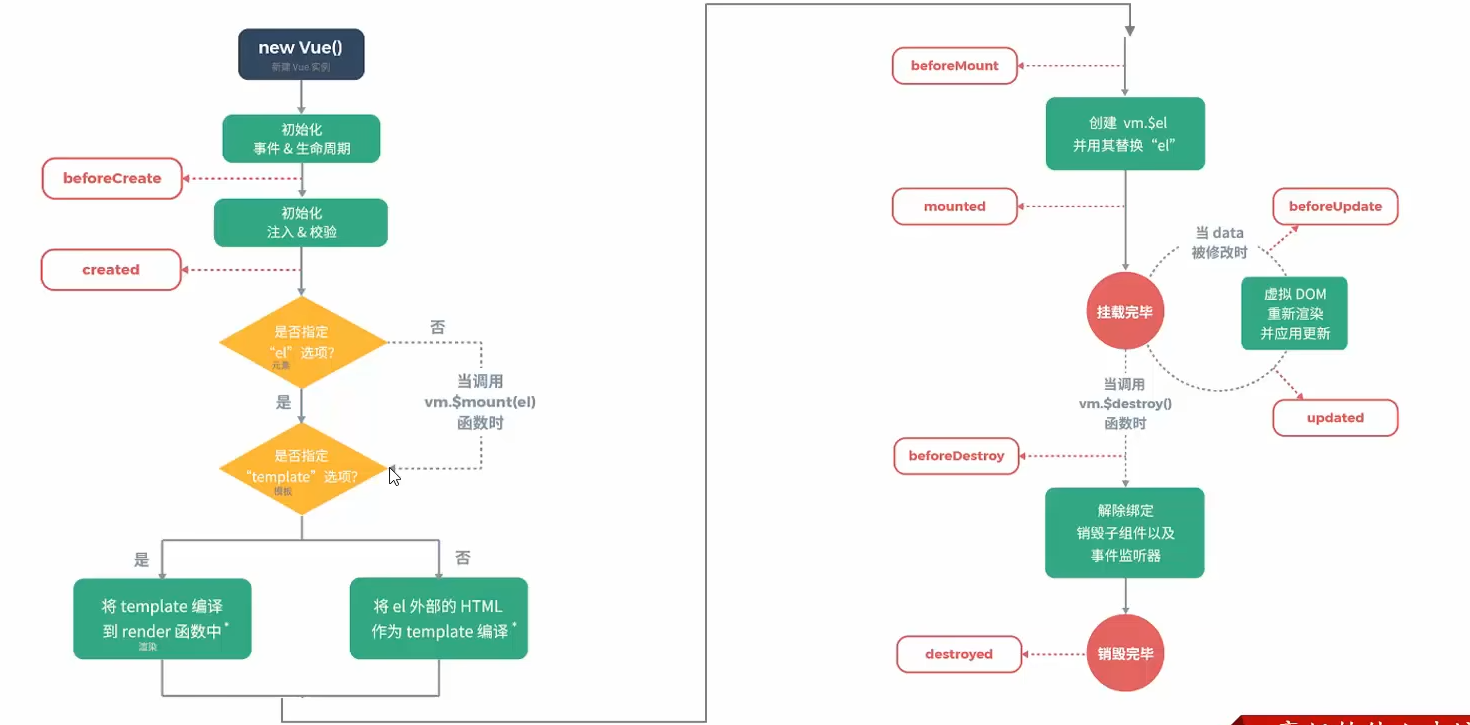 new Vue()
新建 Vue 实例
初始化
事件 & 生命周期
beforeCreate
初始化
注入 & 校验
created
是否指定
“el”选项?
元素
否
当调用
vm.$mount(el)
函数时
是
是否指定
“template”选项?
模板
是
否
将 template 编译
到 render 函数中*
渲染
将 el 外部的 HTML
作为 template 编译*
beforeMount
创建 vm.$el
并用其替换“el”
mounted
beforeUpdate
当 data
被修改时
挂载完毕
虚拟 DOM
重新渲染
并应用更新
updated
当调用
vm.$destroy()
函数时
beforeDestroy
解除绑定
销毁子组件以及
事件监听器
destroyed
销毁完毕